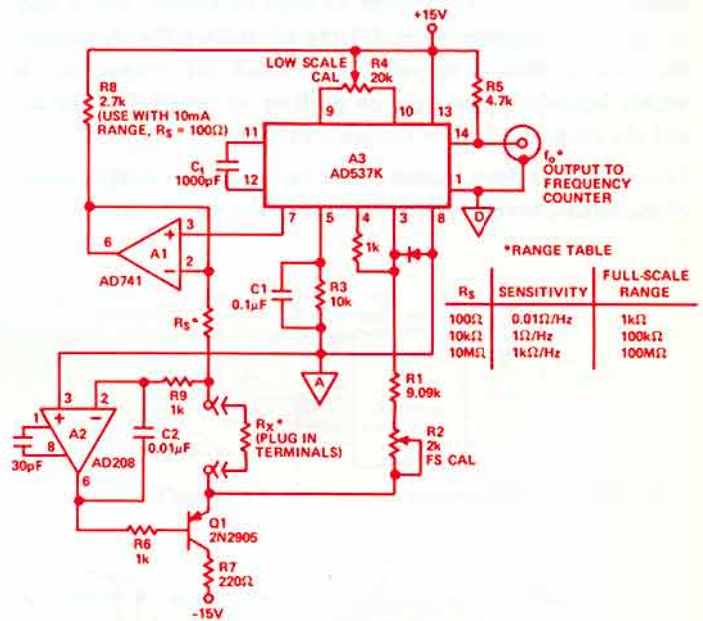 +15V
LOW SCALE
CAL
R4
20k
R8
2.7k
(USE WITH 10mA
RANGE, RS = 100Ω)
R5
4.7k
9
10
13
14
11
12
C1
1000pF
A3
AD537K
1
fo*
OUTPUT TO
FREQUENCY
COUNTER
7
5
4
3
8
D
6
3
+
A1
−
2
AD741
1k
C1
0.1μF
R3
10k
*RANGE TABLE
RS SENSITIVITY FULL-SCALE RANGE
100Ω 0.01Ω/Hz 1kΩ
10kΩ 1Ω/Hz 100kΩ
10MΩ 1kΩ/Hz 100MΩ
RS*
A
R1
9.09k
3
+
2
−
R9
1k
1
A2
8
30pF
C2
0.01μF
AD208
6
RX*
(PLUG IN
TERMINALS)
R2
2k
FS CAL
R6
1k
Q1
2N2905
R7
220Ω
-15V